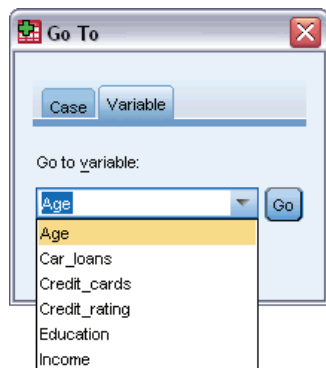 Go To
Case Variable
Go to variable:
Age Go
Age
Car_loans
Credit_cards
Credit_rating
Education
Income